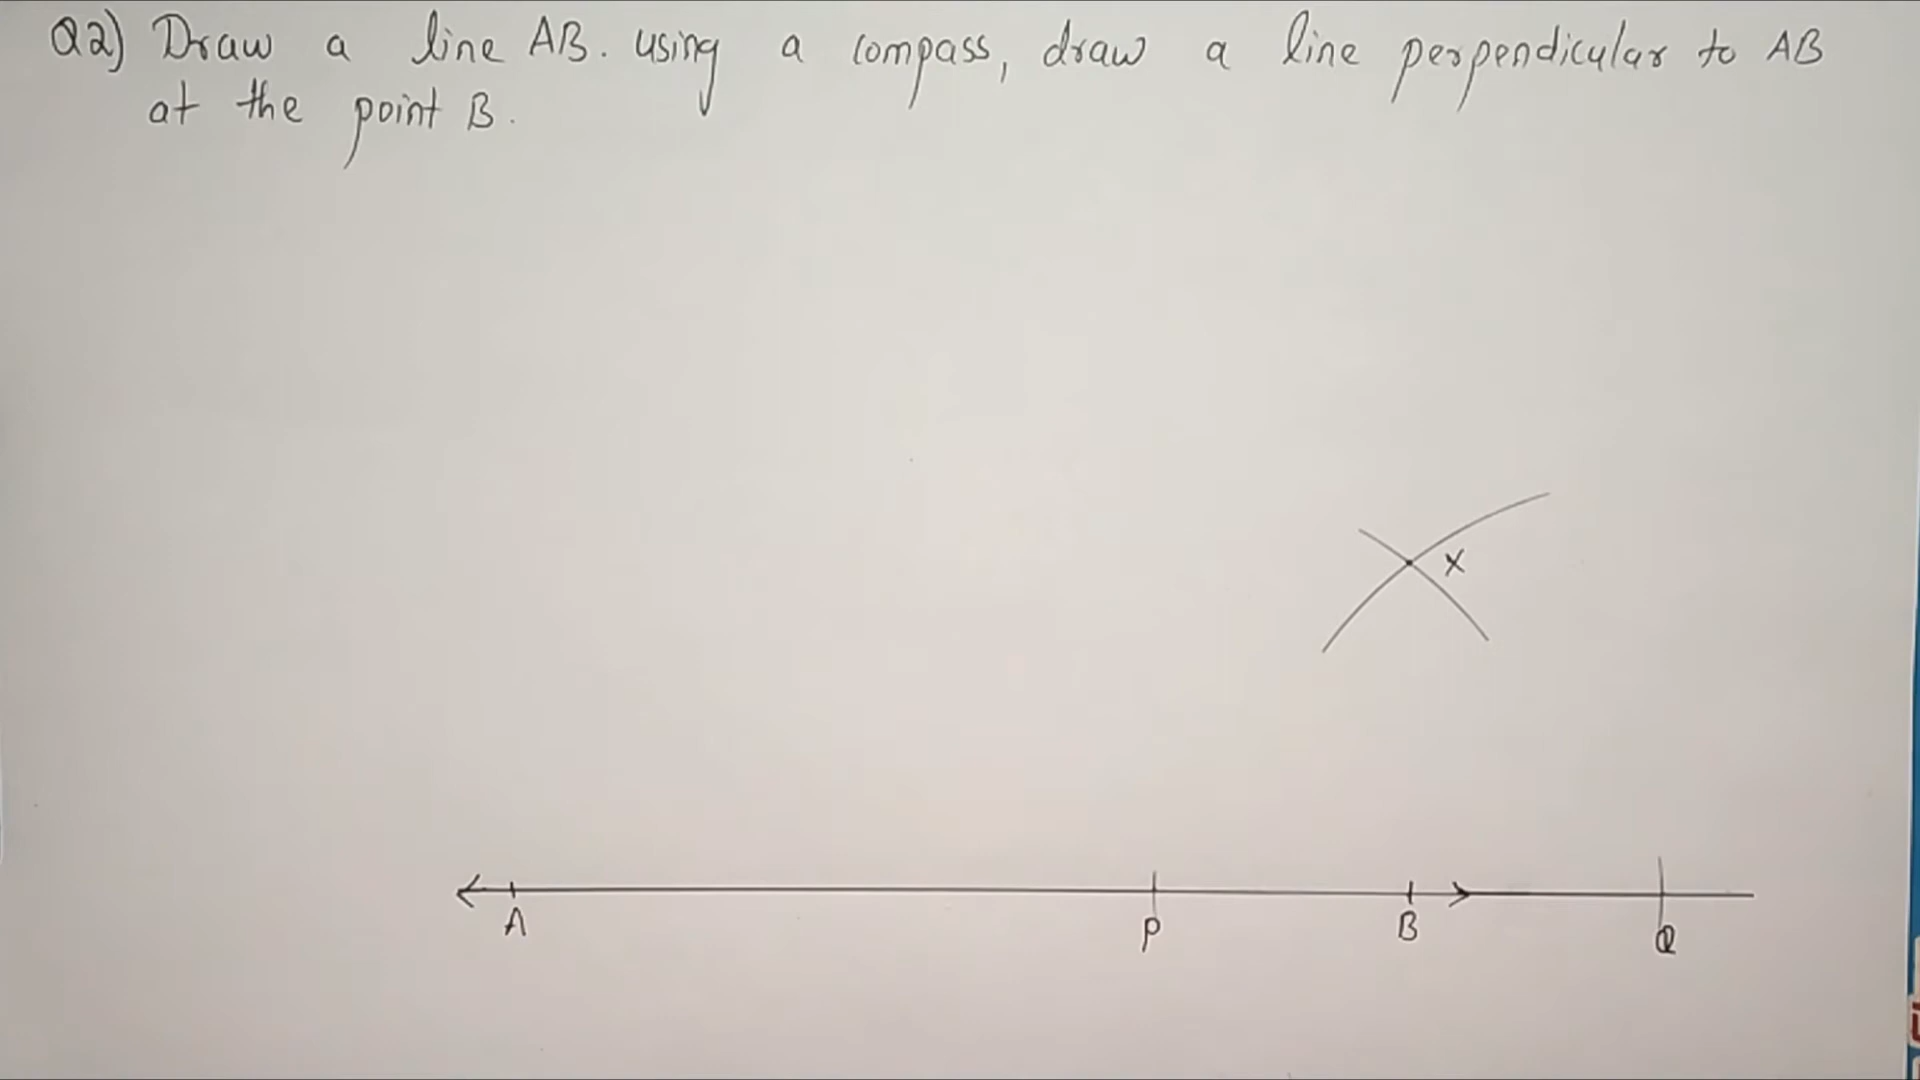 Q2) Draw a line AB. using a compass, draw a line perpendicular to AB
at the point B.
X
A P B Q